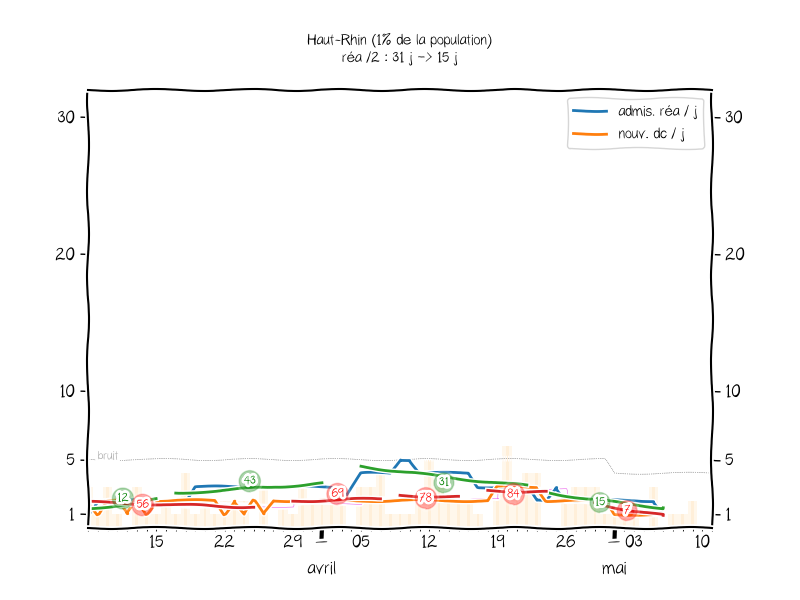 Haut-Rhin (1% de la population)
réa /2 : 31 j -> 15 j
admis. réa / j
nouv. dc / j
30 30
20 20
10 10
5 5
1 1
bruit
12 56 43 69 31 78 84 15 7
15 22 29 1 05 12 19 26 1 03 10
avril mai